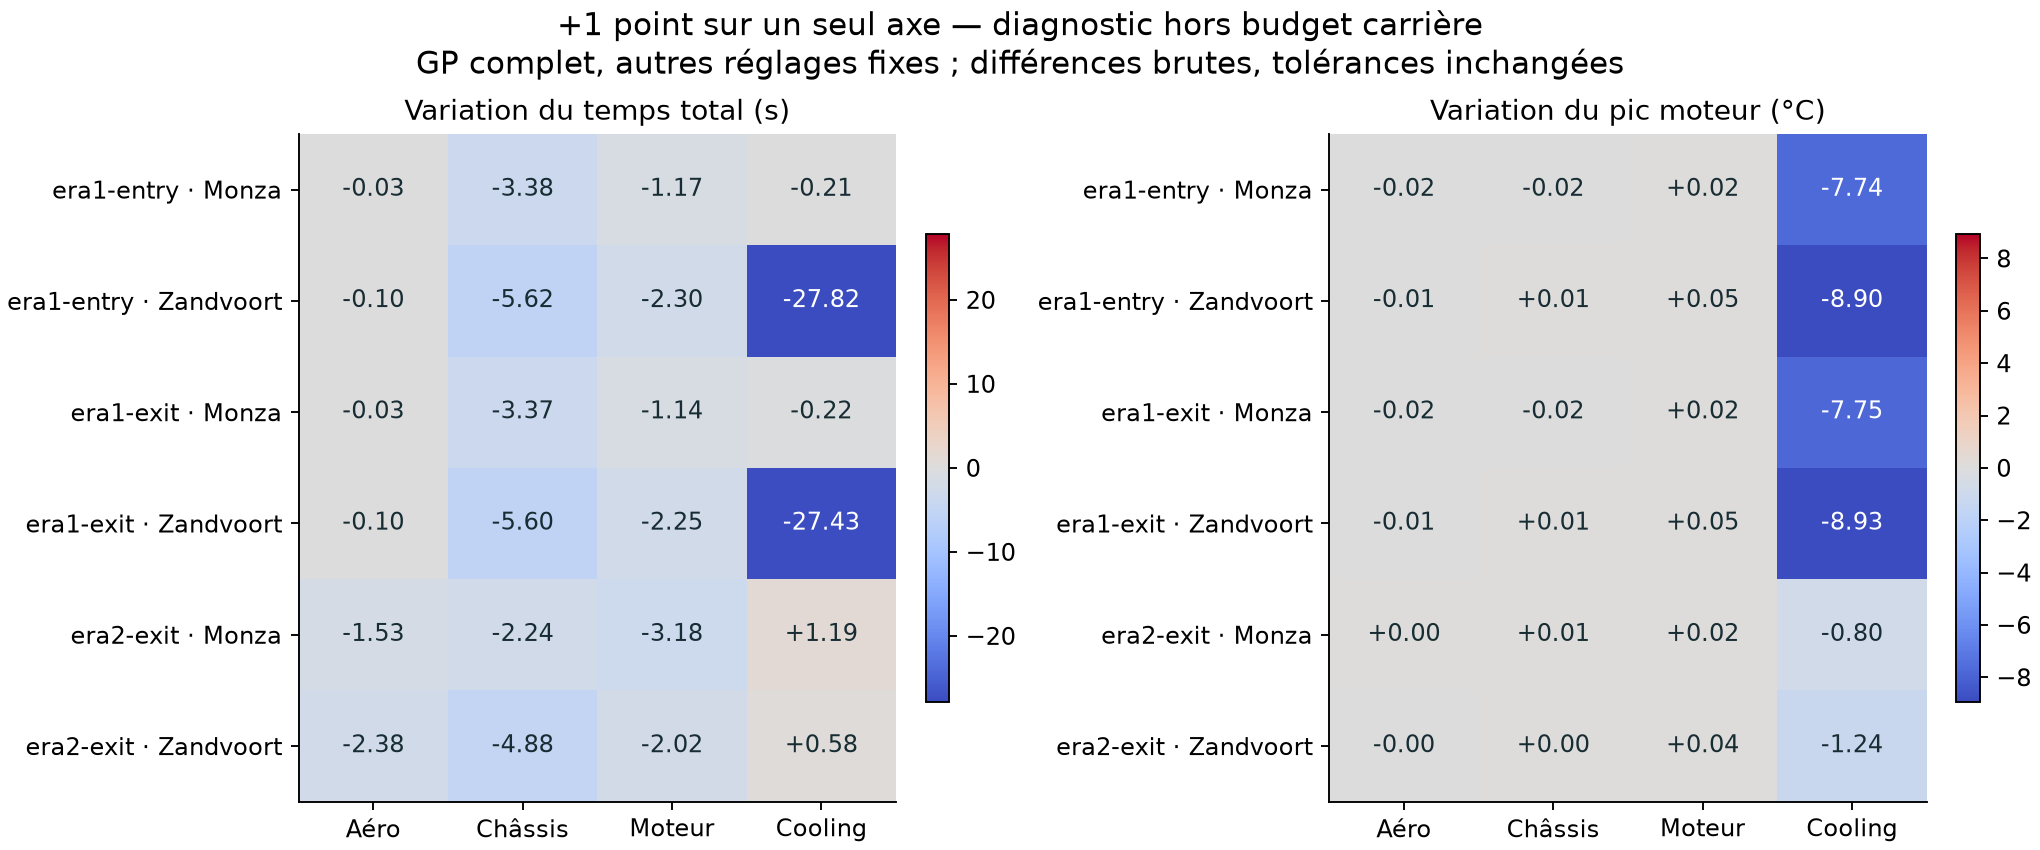 +1 point sur un seul axe — diagnostic hors budget carrière
GP complet, autres réglages fixes ; différences brutes, tolérances inchangées
Variation du temps total (s)
era1-entry · Monza -0.03 -3.38 -1.17 -0.21
era1-entry · Zandvoort -0.10 -5.62 -2.30 -27.82
era1-exit · Monza -0.03 -3.37 -1.14 -0.22
era1-exit · Zandvoort -0.10 -5.60 -2.25 -27.43
era2-exit · Monza -1.53 -2.24 -3.18 +1.19
era2-exit · Zandvoort -2.38 -4.88 -2.02 +0.58
Aéro Châssis Moteur Cooling
20
10
0
−10
−20
Variation du pic moteur (°C)
era1-entry · Monza -0.02 -0.02 +0.02 -7.74
era1-entry · Zandvoort -0.01 +0.01 +0.05 -8.90
era1-exit · Monza -0.02 -0.02 +0.02 -7.75
era1-exit · Zandvoort -0.01 +0.01 +0.05 -8.93
era2-exit · Monza +0.00 +0.01 +0.02 -0.80
era2-exit · Zandvoort -0.00 +0.00 +0.04 -1.24
Aéro Châssis Moteur Cooling
8
6
4
2
0
−2
−4
−6
−8